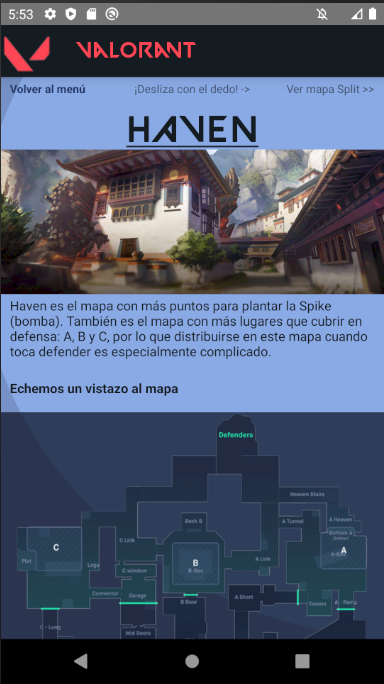 5:53
VALORANT
Volver al menú
¡Desliza con el dedo! ->
Ver mapa Split >>
HAVEN
Haven es el mapa con más puntos para plantar la Spike
(bomba). También es el mapa con más lugares que cubrir en
defensa: A, B y C, por lo que distribuirse en este mapa cuando
toca defender es especialmente complicado.
Echemos un vistazo al mapa
Defenders
Heaven Stairs
Back B
A Tunnel
A Heaven
C Link
C
A
B
B-Box
A Link
Plat
Logs
C window
Connector
Garage
B Door
A Short
Towers
A Ramp
C - Long
Mid Doors